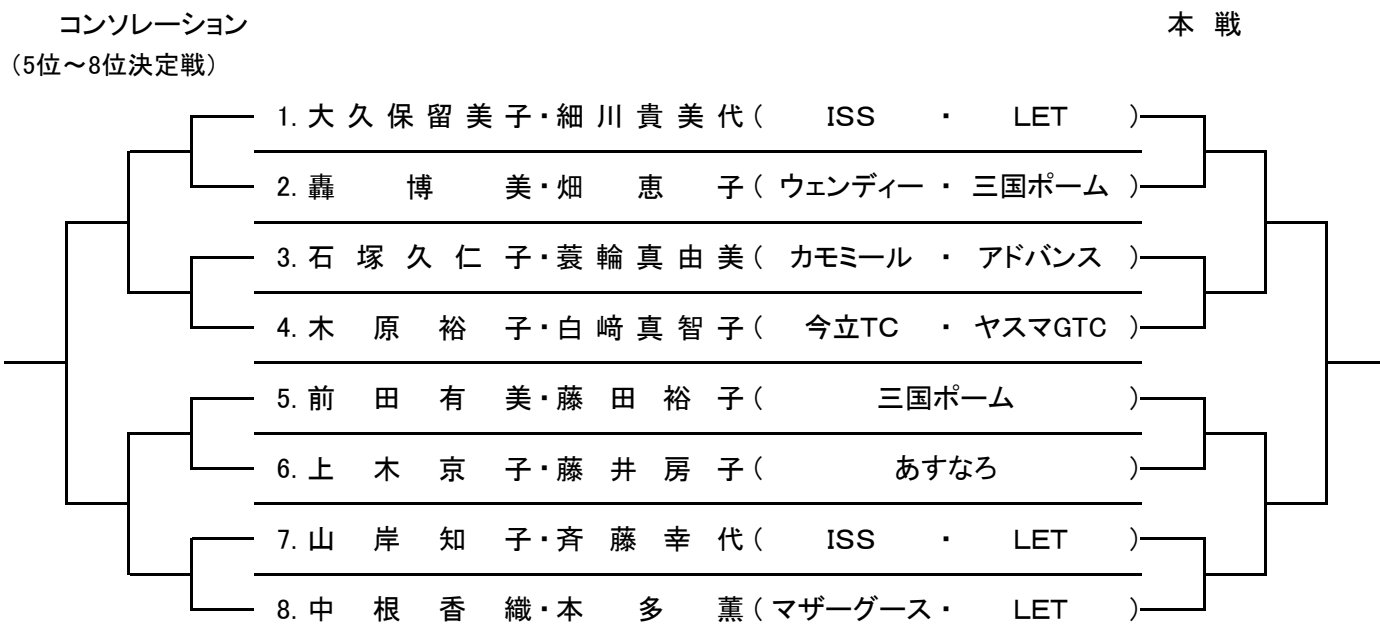 コンソレーション 本 戦
（5位～8位決定戦）
1. 大久保留美子・細川貴美代（ ISS ・ LET ）
2. 轟 博 美・畑 恵 子（ ウェンディー ・ 三国ポーム ）
3. 石塚久仁子・蓑輪真由美（ カモミール ・ アドバンス ）
4. 木原裕子・白﨑真智子（ 今立TC ・ ヤスマGTC ）
5. 前田有美・藤田裕子（ 三国ポーム ）
6. 上木京子・藤井房子（ あすなろ ）
7. 山岸知子・斉藤幸代（ ISS ・ LET ）
8. 中根香織・本多薫（ マザーグース ・ LET ）